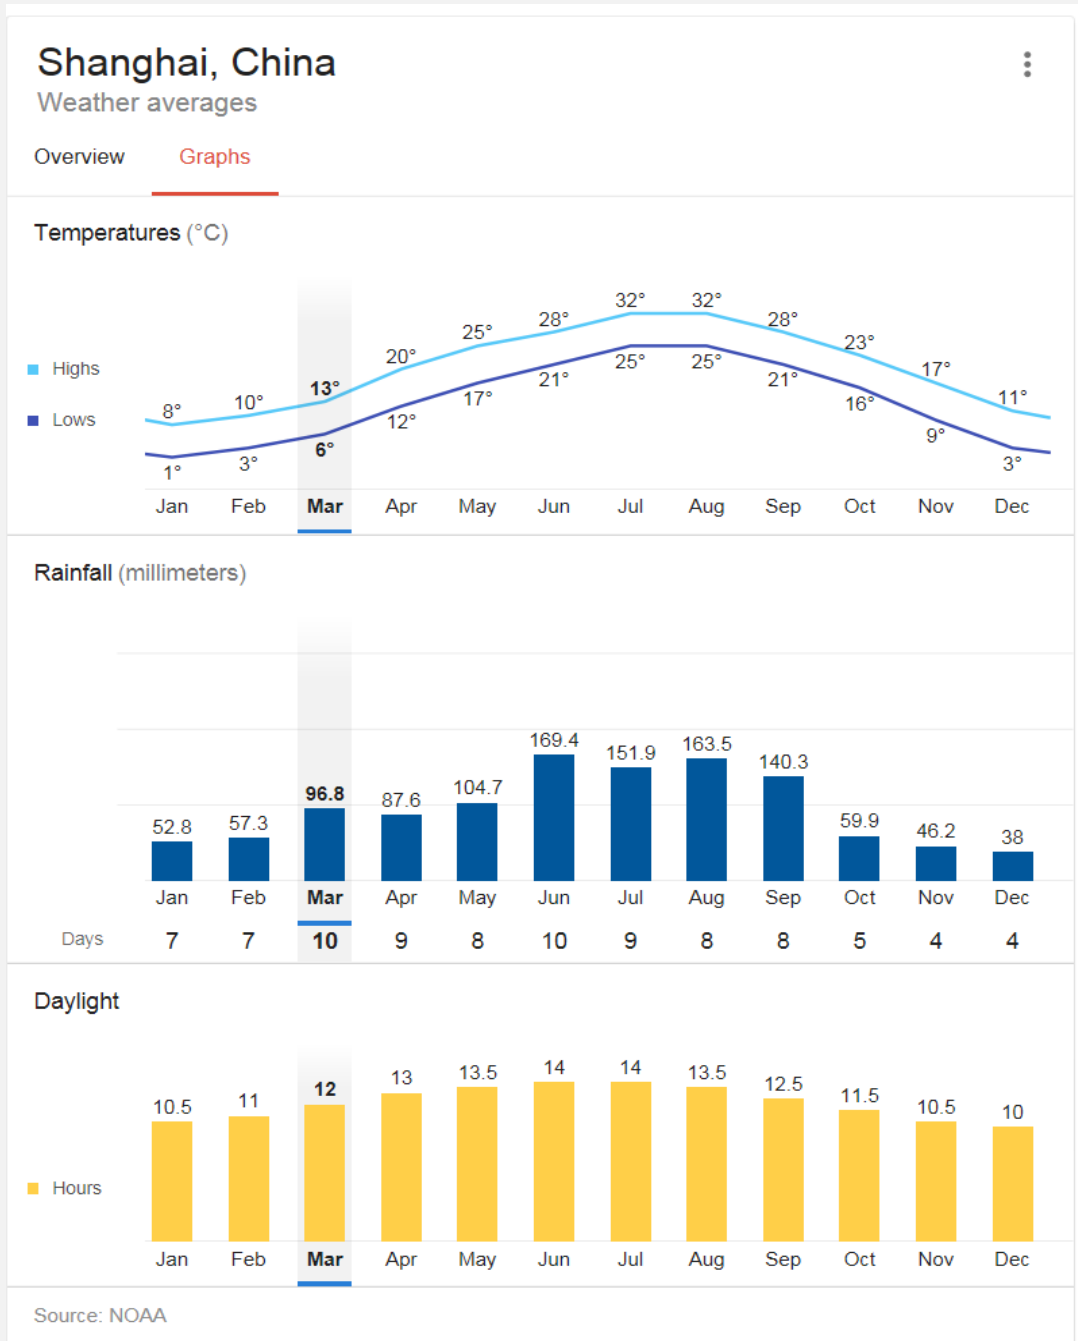 Shanghai, China
Weather averages
Overview Graphs
Temperatures (°C)
32° 32°
28° 28°
25° 23°
20° 17°
13° 11°
8° 10°
Highs
25° 25°
21° 21°
17° 16°
12° 9°
6° 3°
1° 3°
Lows
Jan Feb Mar Apr May Jun Jul Aug Sep Oct Nov Dec
Rainfall (millimeters)
52.8 57.3 96.8 87.6 104.7 169.4 151.9 163.5 140.3 59.9 46.2 38
Jan Feb Mar Apr May Jun Jul Aug Sep Oct Nov Dec
Days 7 7 10 9 8 10 9 8 8 5 4 4
Daylight
10.5 11 12 13 13.5 14 14 13.5 12.5 11.5 10.5 10
Hours
Jan Feb Mar Apr May Jun Jul Aug Sep Oct Nov Dec
Source: NOAA